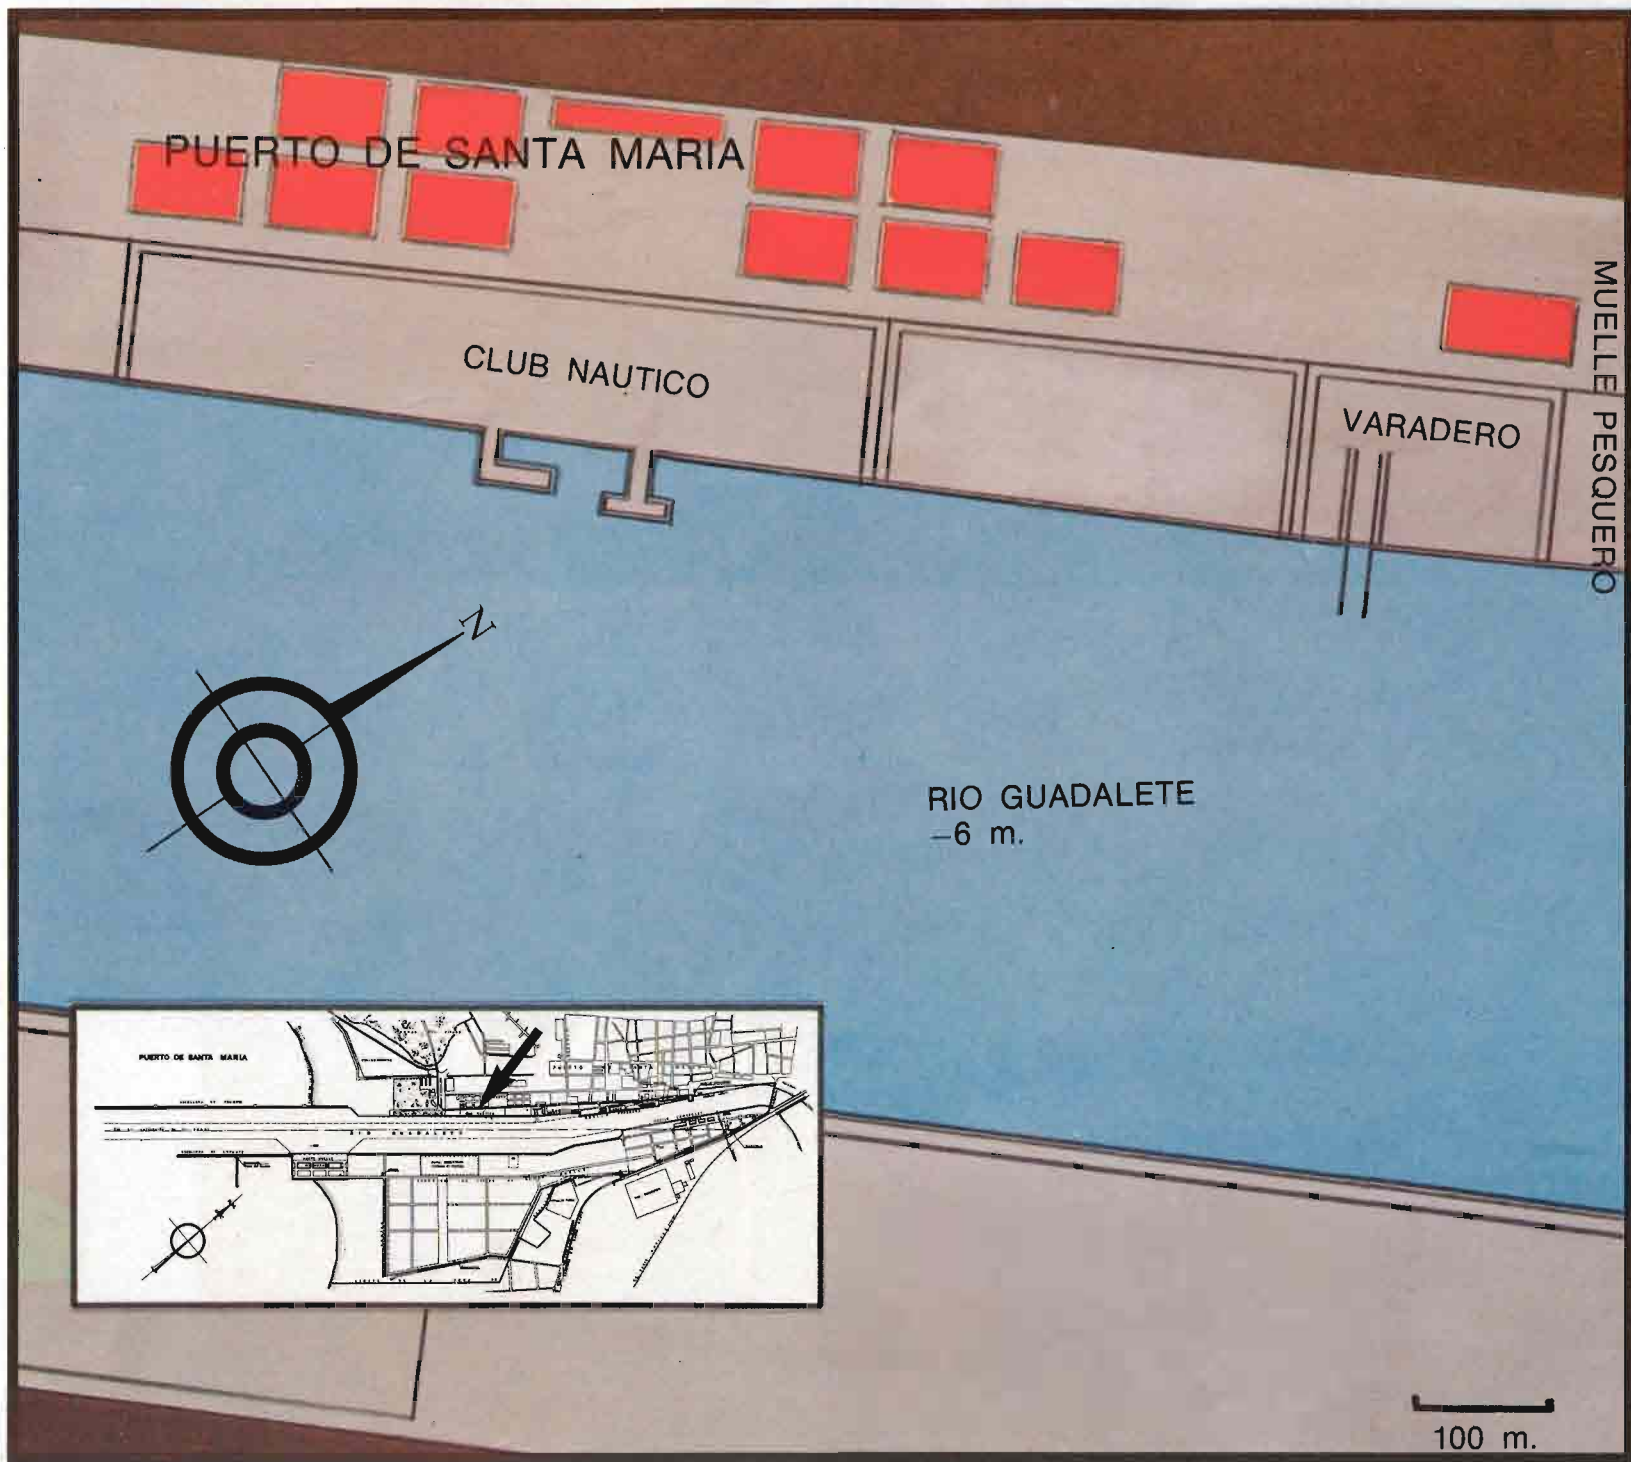 PUERTO DE SANTA MARIA
CLUB NAUTICO
VARADERO
MUELLE PESQUERO
N
RIO GUADALETE
–6 m.
PUERTO DE SANTA MARIA
100 m.